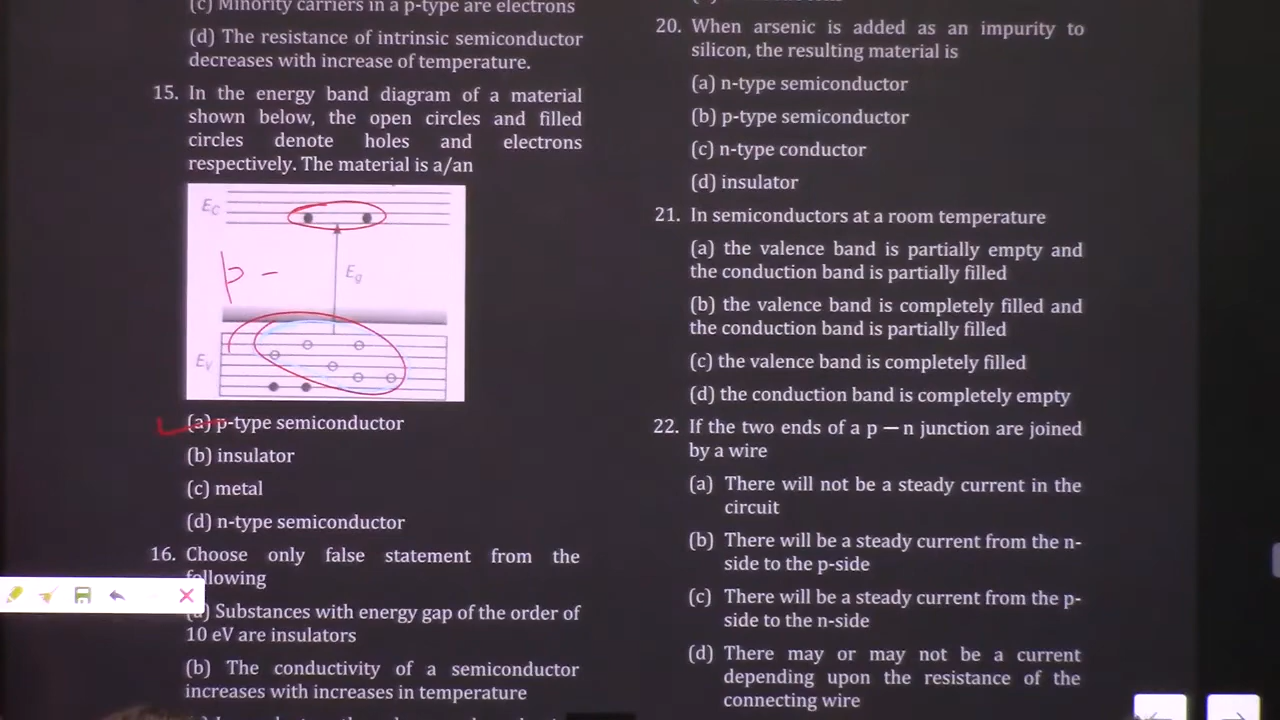 (c) Minority carriers in a p-type are electrons
(d) The resistance of intrinsic semiconductor
decreases with increase of temperature.
15. In the energy band diagram of a material
shown below, the open circles and filled
circles denote holes and electrons
respectively. The material is a/an
E_C
p -
E_g
E_V
(a) p-type semiconductor
(b) insulator
(c) metal
(d) n-type semiconductor
16. Choose only false statement from the
following
(a) Substances with energy gap of the order of
10 eV are insulators
(b) The conductivity of a semiconductor
increases with increases in temperature
20. When arsenic is added as an impurity to
silicon, the resulting material is
(a) n-type semiconductor
(b) p-type semiconductor
(c) n-type conductor
(d) insulator
21. In semiconductors at a room temperature
(a) the valence band is partially empty and
the conduction band is partially filled
(b) the valence band is completely filled and
the conduction band is partially filled
(c) the valence band is completely filled
(d) the conduction band is completely empty
22. If the two ends of a p – n junction are joined
by a wire
(a) There will not be a steady current in the
circuit
(b) There will be a steady current from the n-
side to the p-side
(c) There will be a steady current from the p-
side to the n-side
(d) There may or may not be a current
depending upon the resistance of the
connecting wire